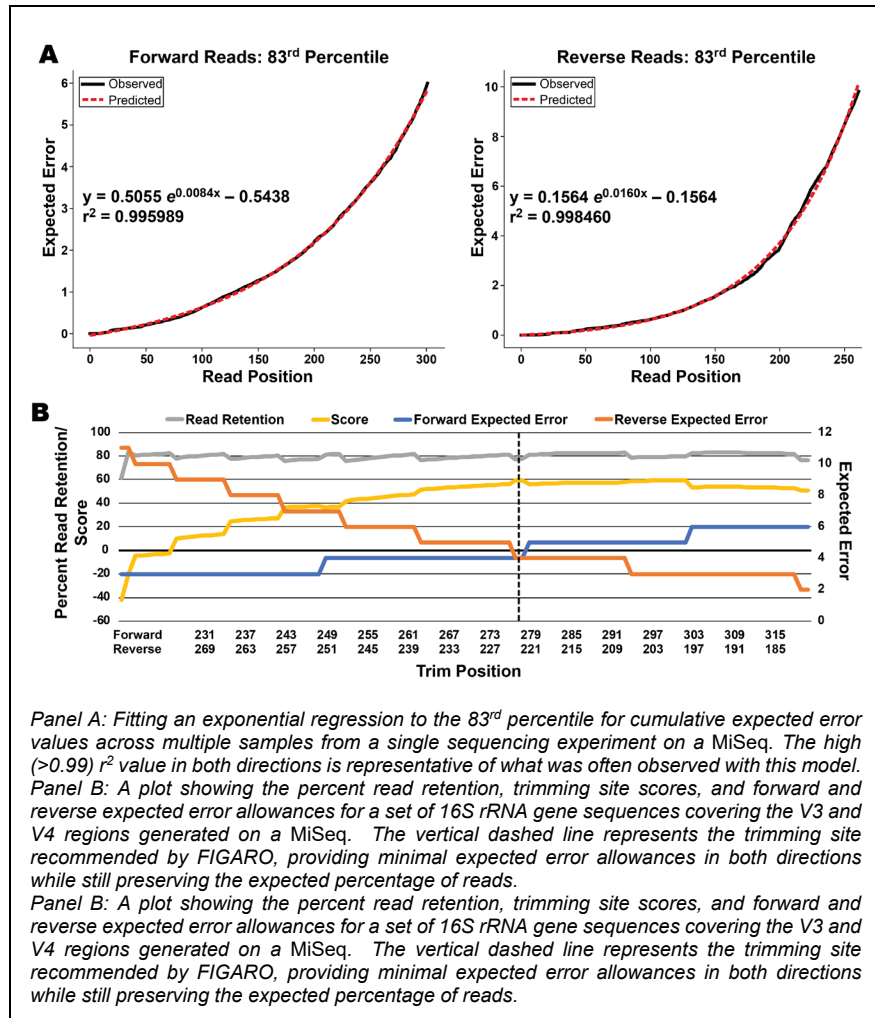 A
Forward Reads: 83rd Percentile
Observed
Predicted
y = 0.5055 e0.0084x – 0.5438
r2 = 0.995989
Expected Error
6
5
4
3
2
1
0
0 50 100 150 200 250 300
Read Position
Reverse Reads: 83rd Percentile
Observed
Predicted
y = 0.1564 e0.0160x – 0.1564
r2 = 0.998460
Expected Error
10
8
6
4
2
0
0 50 100 150 200 250
Read Position
B
Read Retention Score Forward Expected Error Reverse Expected Error
Percent Read Retention/
Score
100
80
60
40
20
0
-20
-40
-60
12
10
8
6
4
2
0
Expected Error
Forward 231 237 243 249 255 261 267 273 279 285 291 297 303 309 315
Reverse 269 263 257 251 245 239 233 227 221 215 209 203 197 191 185
Trim Position
Panel A: Fitting an exponential regression to the 83rd percentile for cumulative expected error
values across multiple samples from a single sequencing experiment on a MiSeq. The high
(>0.99) r2 value in both directions is representative of what was often observed with this model.
Panel B: A plot showing the percent read retention, trimming site scores, and forward and
reverse expected error allowances for a set of 16S rRNA gene sequences covering the V3 and
V4 regions generated on a MiSeq. The vertical dashed line represents the trimming site
recommended by FIGARO, providing minimal expected error allowances in both directions
while still preserving the expected percentage of reads.
Panel B: A plot showing the percent read retention, trimming site scores, and forward and
reverse expected error allowances for a set of 16S rRNA gene sequences covering the V3 and
V4 regions generated on a MiSeq. The vertical dashed line represents the trimming site
recommended by FIGARO, providing minimal expected error allowances in both directions
while still preserving the expected percentage of reads.